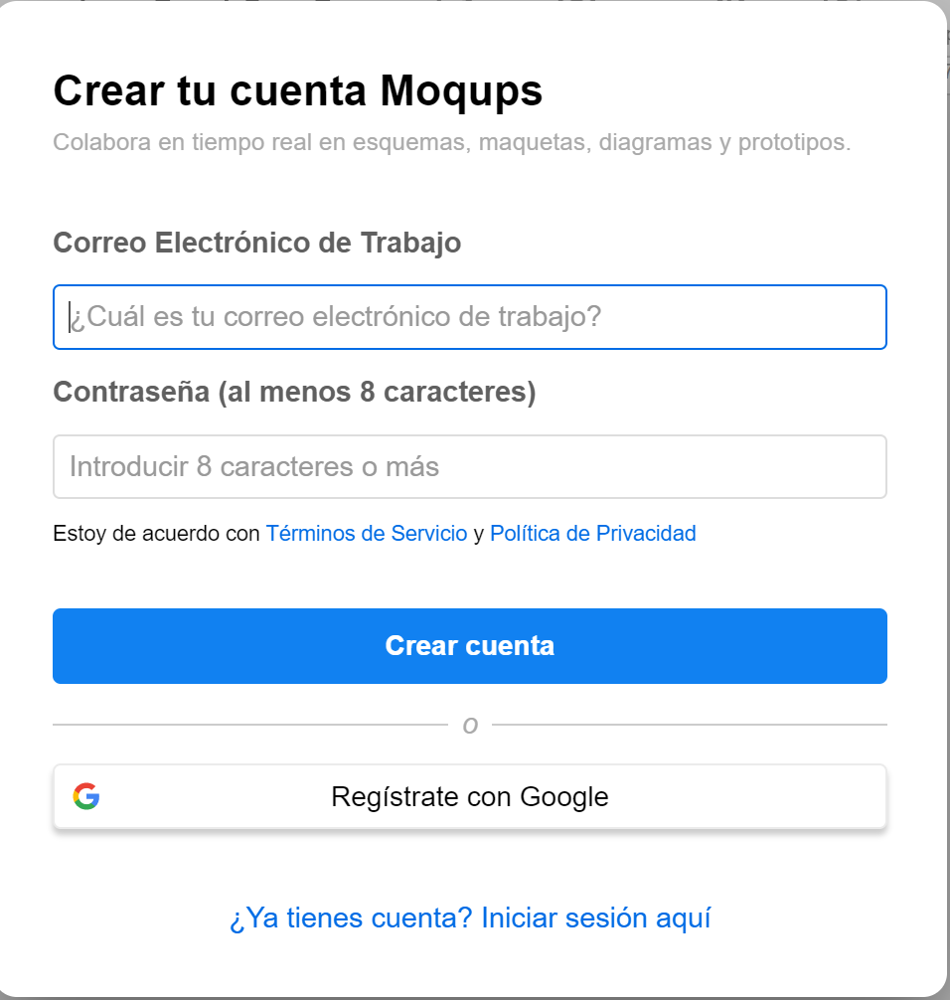 Crear tu cuenta Moqups
Colabora en tiempo real en esquemas, maquetas, diagramas y prototipos.
Correo Electrónico de Trabajo
¿Cuál es tu correo electrónico de trabajo?
Contraseña (al menos 8 caracteres)
Introducir 8 caracteres o más
Estoy de acuerdo con Términos de Servicio y Política de Privacidad
Crear cuenta
o
Regístrate con Google
¿Ya tienes cuenta? Iniciar sesión aquí